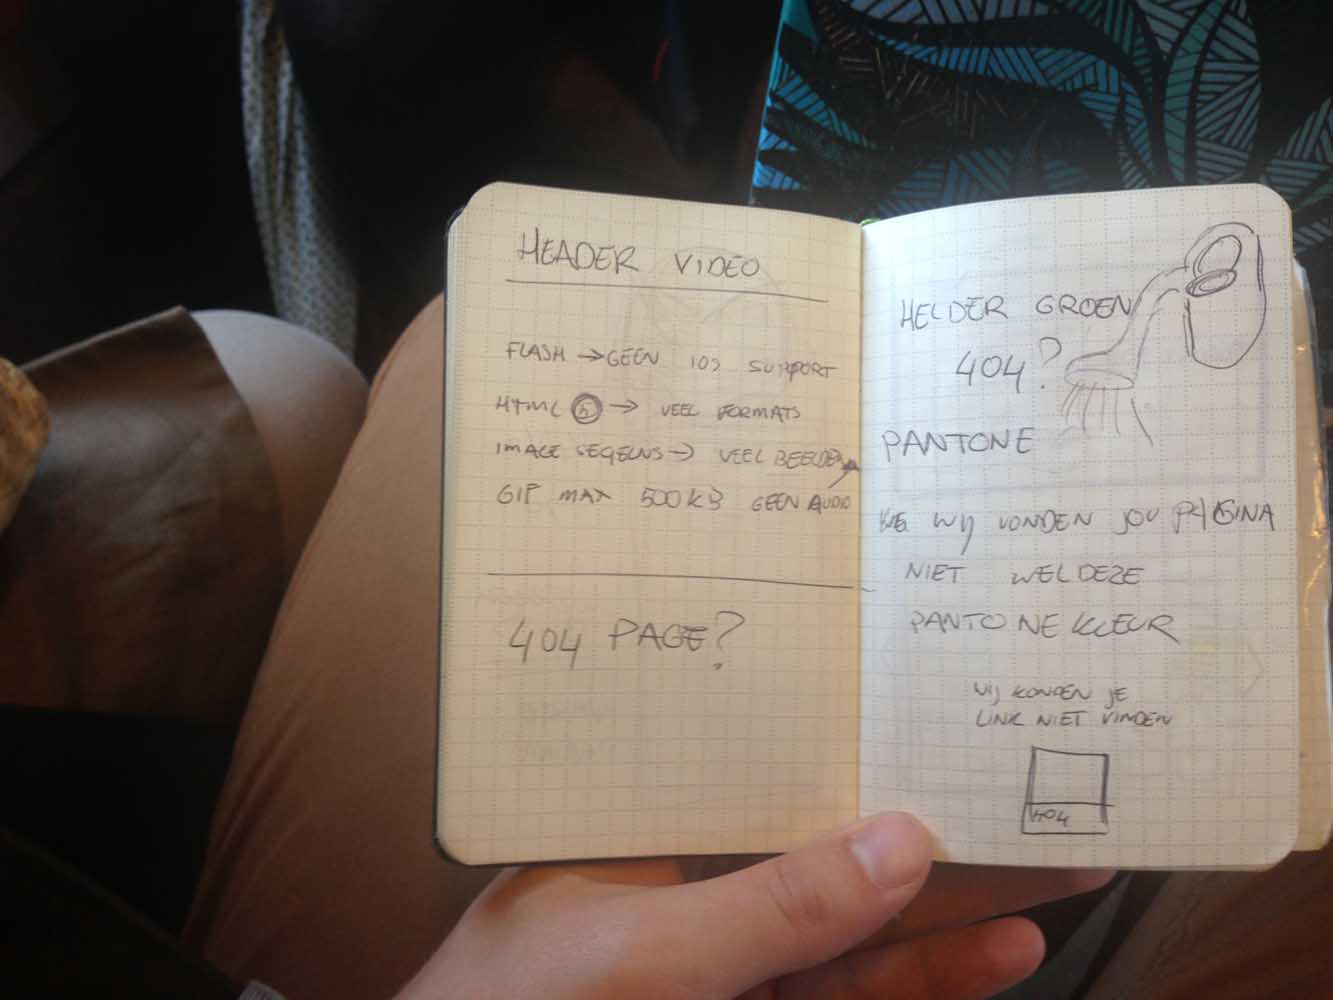 HEADER VIDEO
FLASH → GEEN IOS SUPPORT
HTML 5 → VEEL FORMATS
IMAGE SEQEUNS → VEEL BEELDEN
GIF MAX 500KB GEEN AUDIO
404 PAGE?
HELDER GROEN
404?
PANTONE
WIJ VONDEN JOU PAGINA
NIET WEL DEZE
PANTONE KLEUR
WIJ KONDEN JE
LINK NIET VINDEN
404